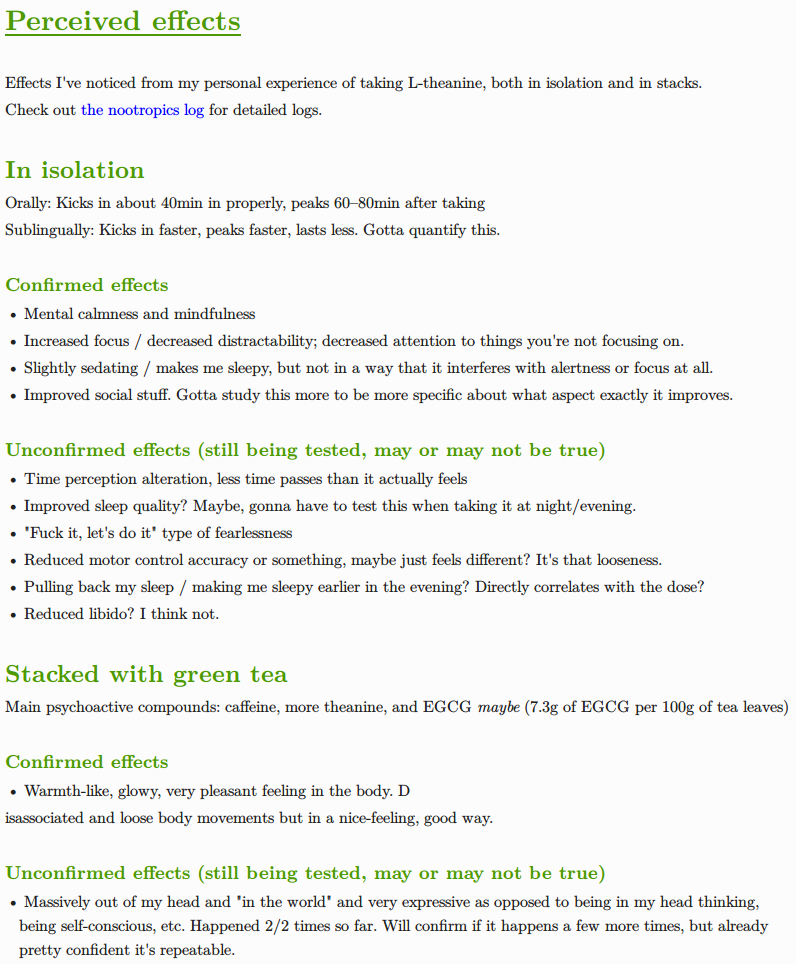 Perceived effects
Effects I've noticed from my personal experience of taking L-theanine, both in isolation and in stacks.
Check out the nootropics log for detailed logs.
In isolation
Orally: Kicks in about 40min in properly, peaks 60–80min after taking
Sublingually: Kicks in faster, peaks faster, lasts less. Gotta quantify this.
Confirmed effects
• Mental calmness and mindfulness
• Increased focus / decreased distractability; decreased attention to things you're not focusing on.
• Slightly sedating / makes me sleepy, but not in a way that it interferes with alertness or focus at all.
• Improved social stuff. Gotta study this more to be more specific about what aspect exactly it improves.
Unconfirmed effects (still being tested, may or may not be true)
• Time perception alteration, less time passes than it actually feels
• Improved sleep quality? Maybe, gonna have to test this when taking it at night/evening.
• "Fuck it, let's do it" type of fearlessness
• Reduced motor control accuracy or something, maybe just feels different? It's that looseness.
• Pulling back my sleep / making me sleepy earlier in the evening? Directly correlates with the dose?
• Reduced libido? I think not.
Stacked with green tea
Main psychoactive compounds: caffeine, more theanine, and EGCG maybe (7.3g of EGCG per 100g of tea leaves)
Confirmed effects
• Warmth-like, glowy, very pleasant feeling in the body. D
isassociated and loose body movements but in a nice-feeling, good way.
Unconfirmed effects (still being tested, may or may not be true)
• Massively out of my head and "in the world" and very expressive as opposed to being in my head thinking,
being self-conscious, etc. Happened 2/2 times so far. Will confirm if it happens a few more times, but already
pretty confident it's repeatable.